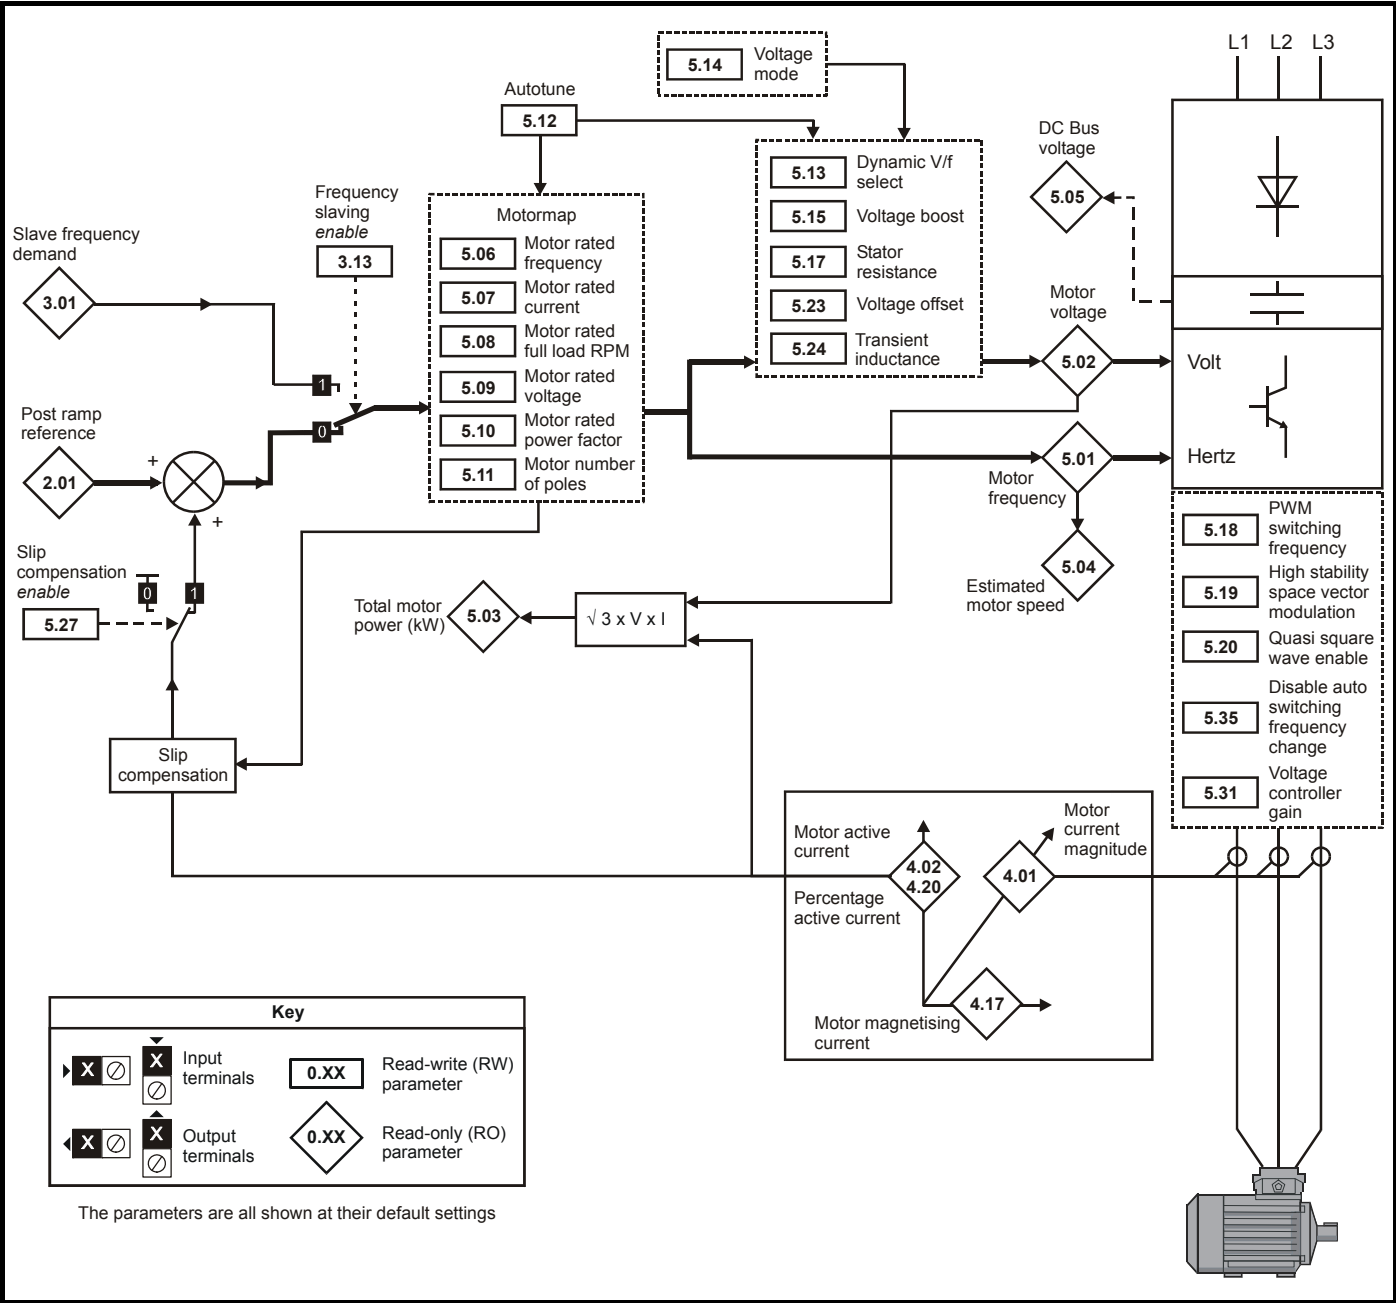 L1 L2 L3
5.14
Voltage
mode
Autotune
5.12
DC Bus
voltage
5.05
5.13
Dynamic V/f
select
5.15
Voltage boost
5.17
Stator
resistance
5.23
Voltage offset
5.24
Transient
inductance
Frequency
slaving
enable
3.13
Motormap
5.06
Motor rated
frequency
5.07
Motor rated
current
5.08
Motor rated
full load RPM
5.09
Motor rated
voltage
5.10
Motor rated
power factor
5.11
Motor number
of poles
Slave frequency
demand
3.01
1
0
Post ramp
reference
2.01
+
+
Motor
voltage
5.02
Volt
5.01
Hertz
Motor
frequency
5.04
Estimated
motor speed
Slip
compensation
enable
0
1
5.27
Total motor
power (kW)
5.03
√ 3 x V x I
5.18
PWM
switching
frequency
5.19
High stability
space vector
modulation
5.20
Quasi square
wave enable
5.35
Disable auto
switching
frequency
change
5.31
Voltage
controller
gain
Slip
compensation
Motor active
current
4.02
4.20
Percentage
active current
Motor
current
magnitude
4.01
4.17
Motor magnetising
current
Key
X
X
Input
terminals
0.XX
Read-write (RW)
parameter
X
X
Output
terminals
0.XX
Read-only (RO)
parameter
The parameters are all shown at their default settings